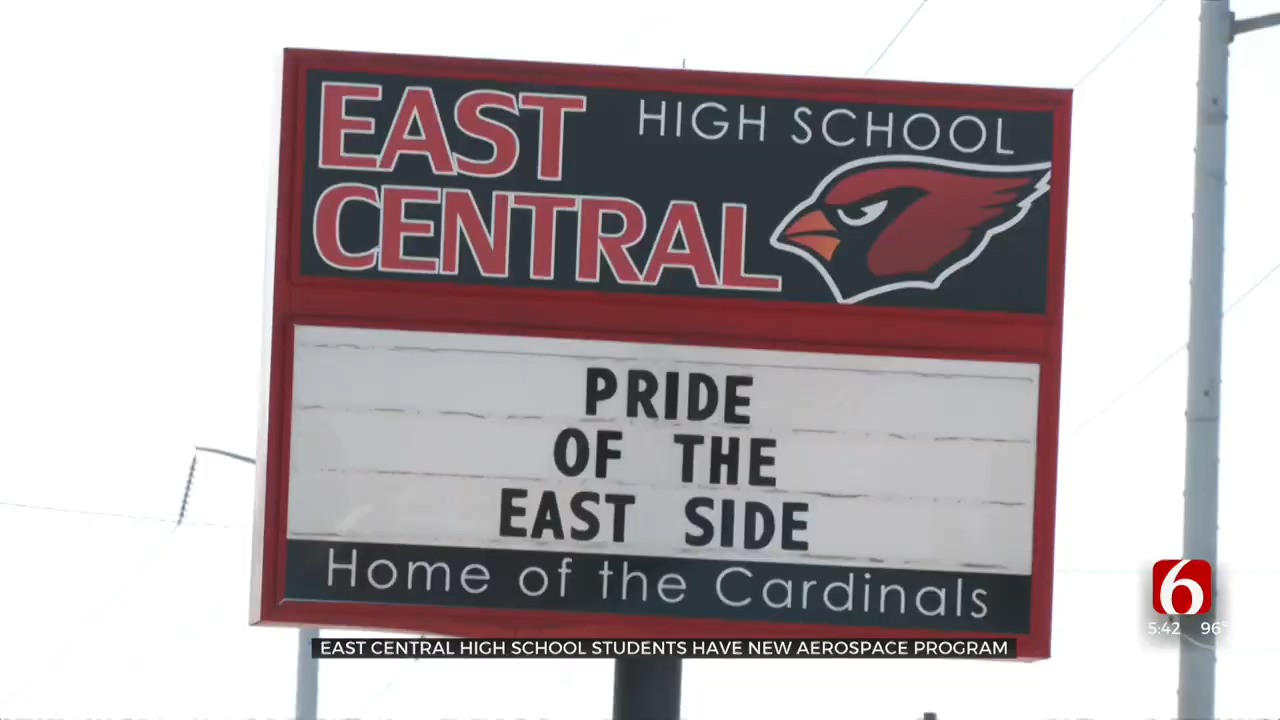 EAST
CENTRAL
HIGH SCHOOL
PRIDE
OF THE
EAST SIDE
Home of the Cardinals
6
5:42 96°
EAST CENTRAL HIGH SCHOOL STUDENTS HAVE NEW AEROSPACE PROGRAM